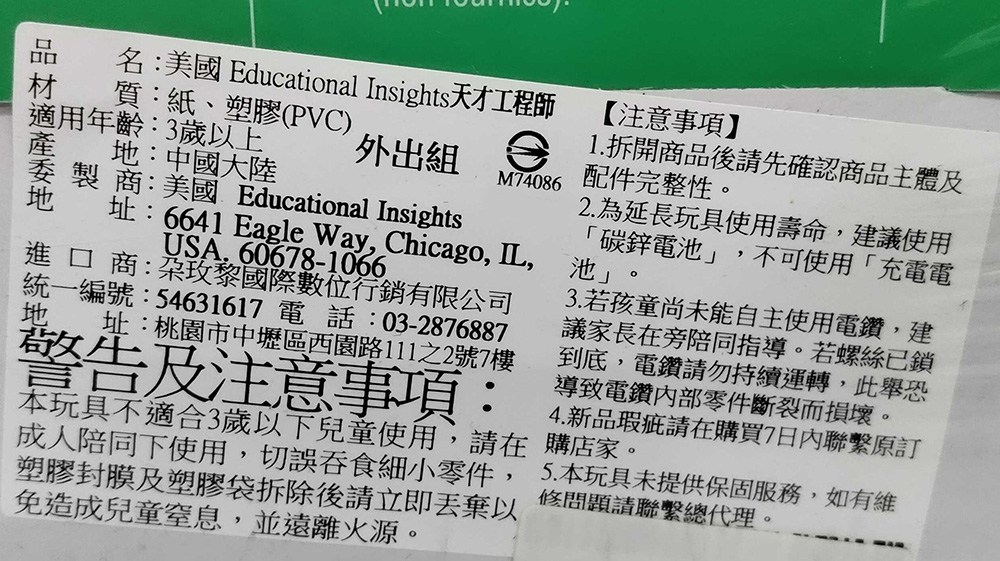 (non fournies).
品　　名：美國 Educational Insights天才工程師
外出組
材　　質：紙、塑膠(PVC)
適用年齡：3歲以上
產　　地：中國大陸
M74086
委 製 商：美國 Educational Insights
地　　址：6641 Eagle Way, Chicago, IL,
USA. 60678-1066
進 口 商：朶玫黎國際數位行銷有限公司
統一編號：54631617 電　話：03-2876887
地　　址：桃園市中壢區西園路111之2號7樓
警告及注意事項：
本玩具不適合3歲以下兒童使用，請在
成人陪同下使用，切誤吞食細小零件，
塑膠封膜及塑膠袋拆除後請立即丟棄以
免造成兒童窒息，並遠離火源。
【注意事項】
1.拆開商品後請先確認商品主體及
配件完整性。
2.為延長玩具使用壽命，建議使用
「碳鋅電池」，不可使用「充電電
池」。
3.若孩童尚未能自主使用電鑽，建
議家長在旁陪同指導。若螺絲已鎖
到底，電鑽請勿持續運轉，此舉恐
導致電鑽內部零件斷裂而損壞。
4.新品瑕疵請在購買7日內聯繫原訂
購店家。
5.本玩具未提供保固服務，如有維
修問題請聯繫總代理。